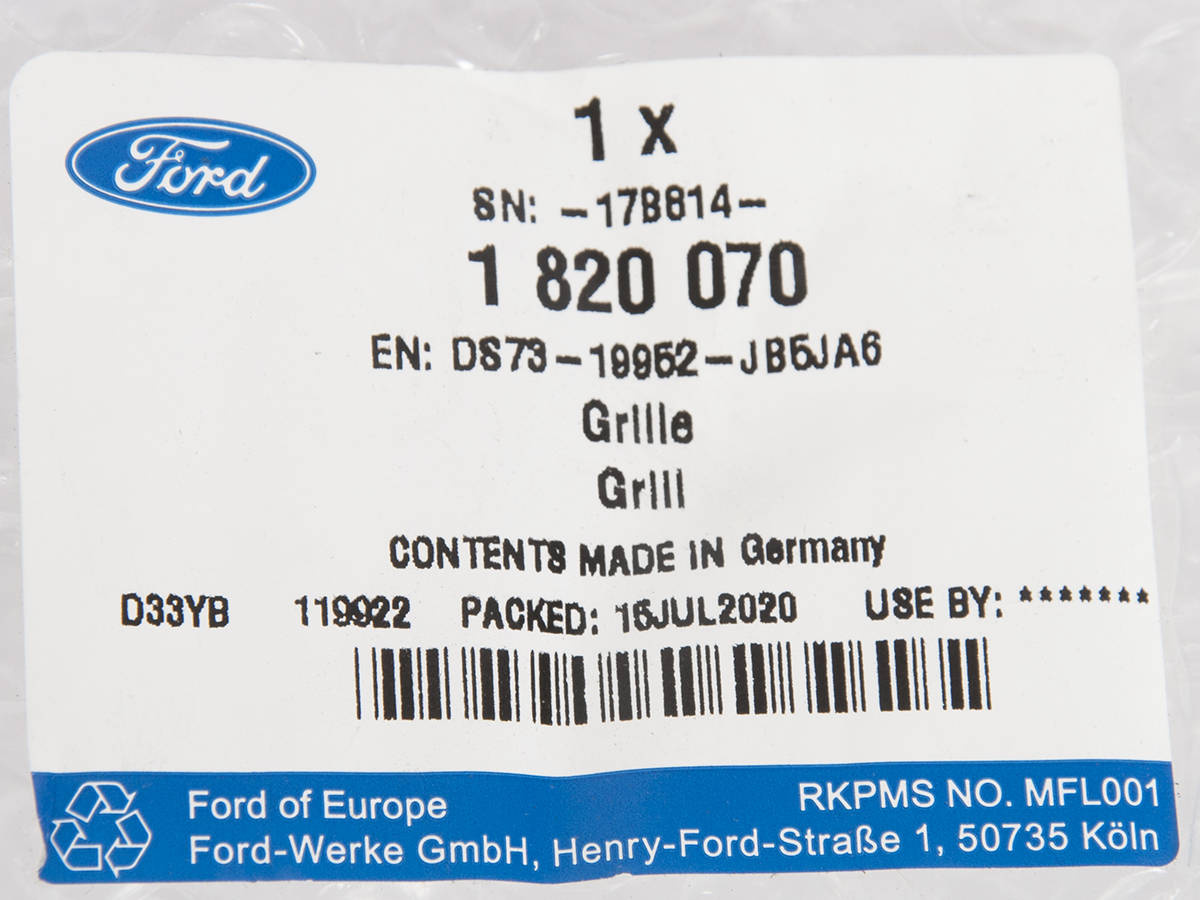 Ford
1 x
SN: -17B814-
1 820 070
EN: DS73-19952-JB5JA6
Grille
Grill
CONTENTS MADE IN Germany
D33YB 119922 PACKED: 16JUL2020 USE BY: *******
Ford of Europe
RKPMS NO. MFL001
Ford-Werke GmbH, Henry-Ford-Straße 1, 50735 Köln